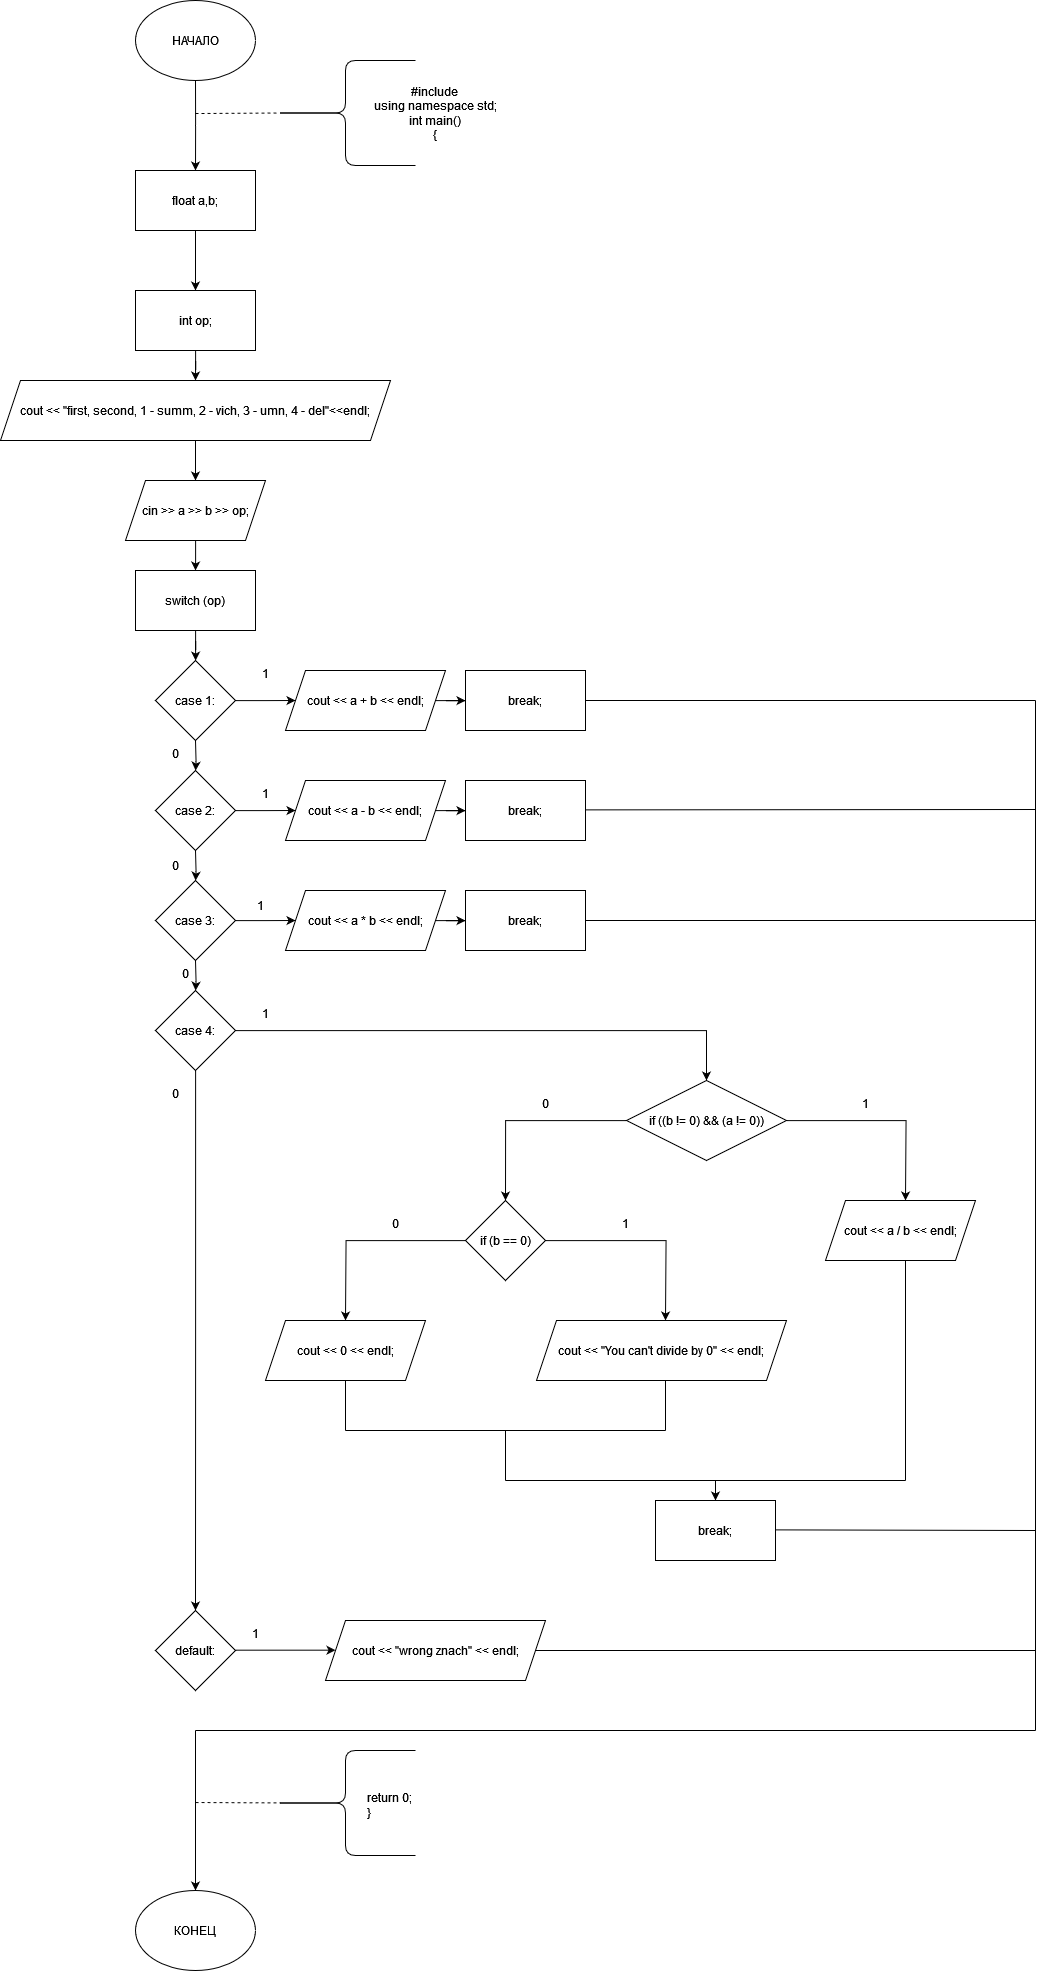 НАЧАЛО
#include
using namespace std;
int main()
{
float a,b;
int op;
cout << "first, second, 1 - summ, 2 - vich, 3 - umn, 4 - del"<<endl;
cin >> a >> b >> op;
switch (op)
1
case 1:
cout << a + b << endl;
break;
0
1
case 2:
cout << a - b << endl;
break;
0
1
case 3:
cout << a * b << endl;
break;
0
1
case 4:
0
0
1
if ((b != 0) && (a != 0))
0
1
if (b == 0)
cout << a / b << endl;
cout << 0 << endl;
cout << "You can't divide by 0" << endl;
break;
1
default:
cout << "wrong znach" << endl;
return 0;
}
КОНЕЦ